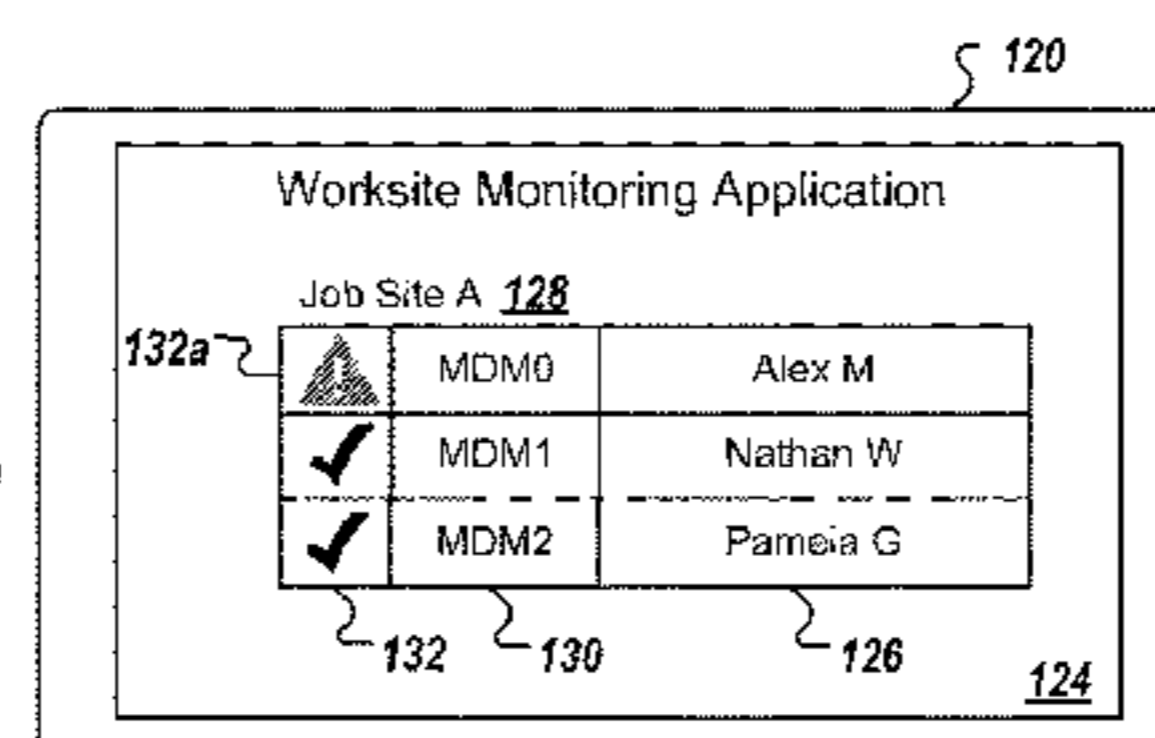 120
Worksite Monitoring Application
Job Site A 128
132a MDM0 Alex M
MDM1 Nathan W
MDM2 Pamela G
132 130 126
124